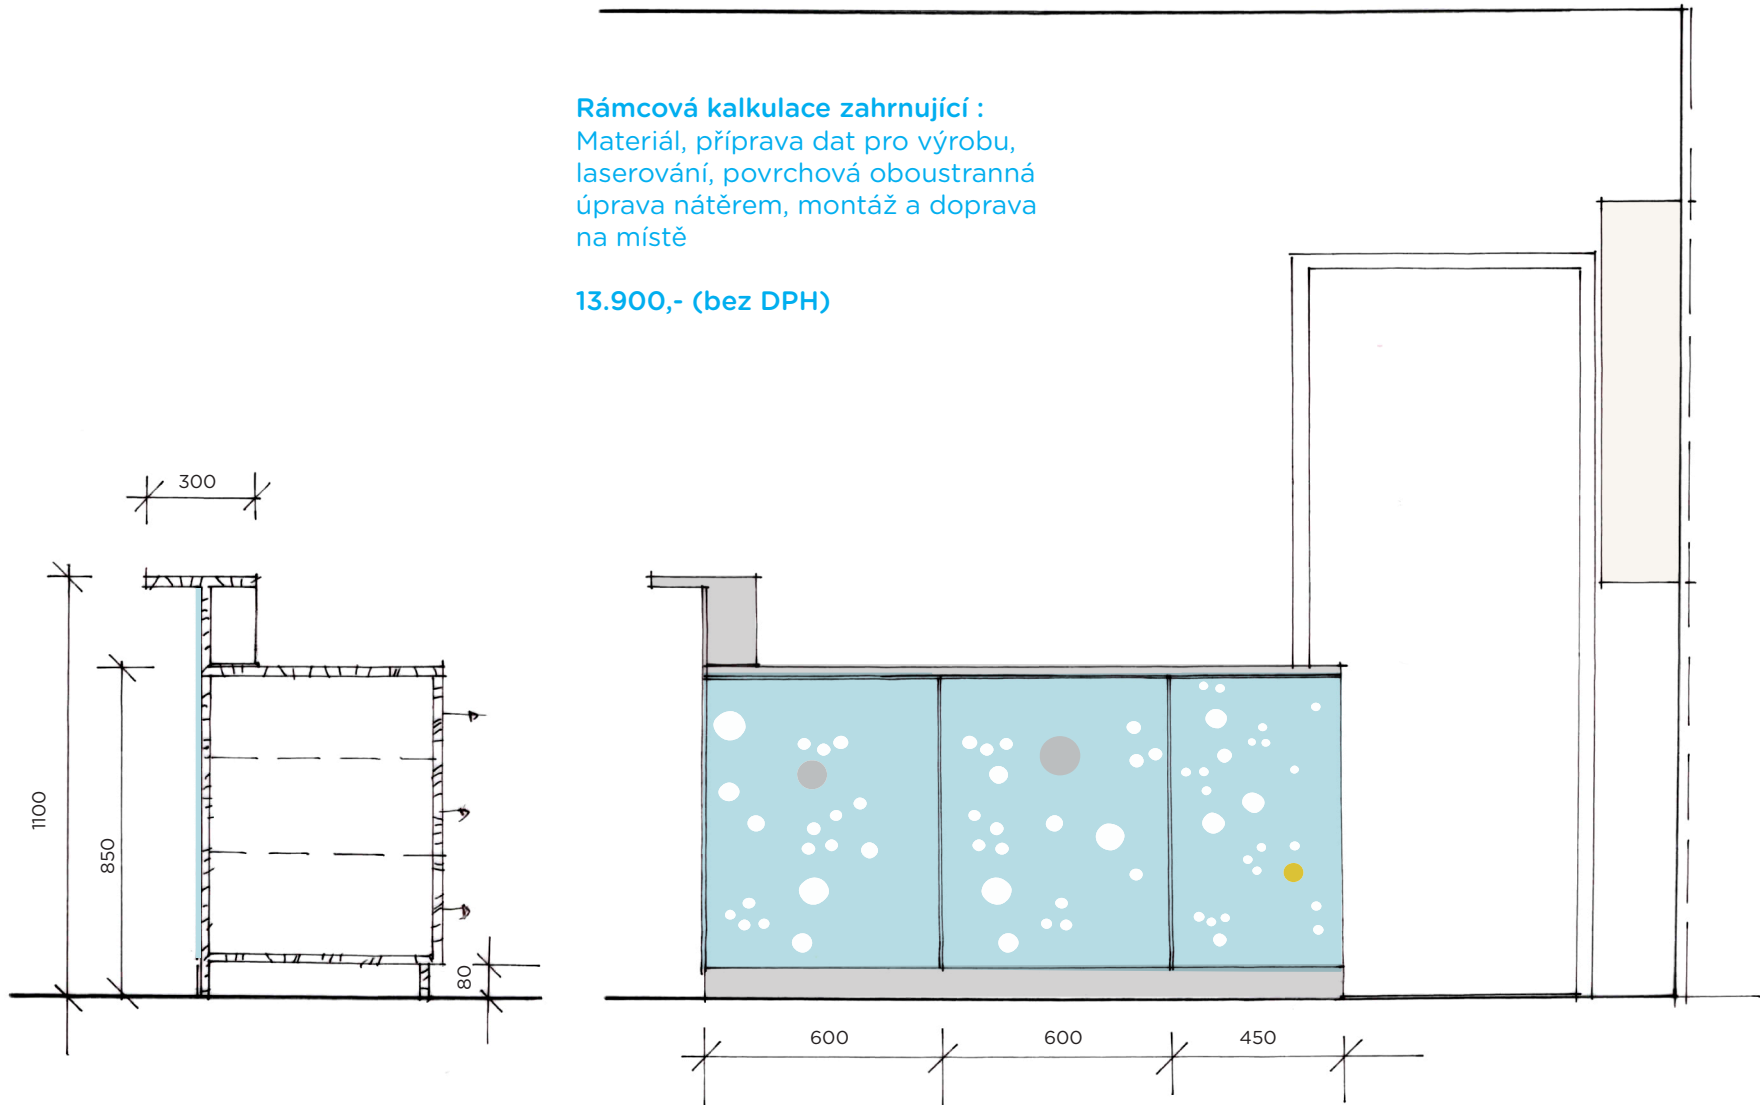 Rámcová kalkulace zahrnující :
Materiál, příprava dat pro výrobu,
laserování, povrchová oboustranná
úprava nátěrem, montáž a doprava
na místě
13.900,- (bez DPH)
300
1100
850
80
600
600
450